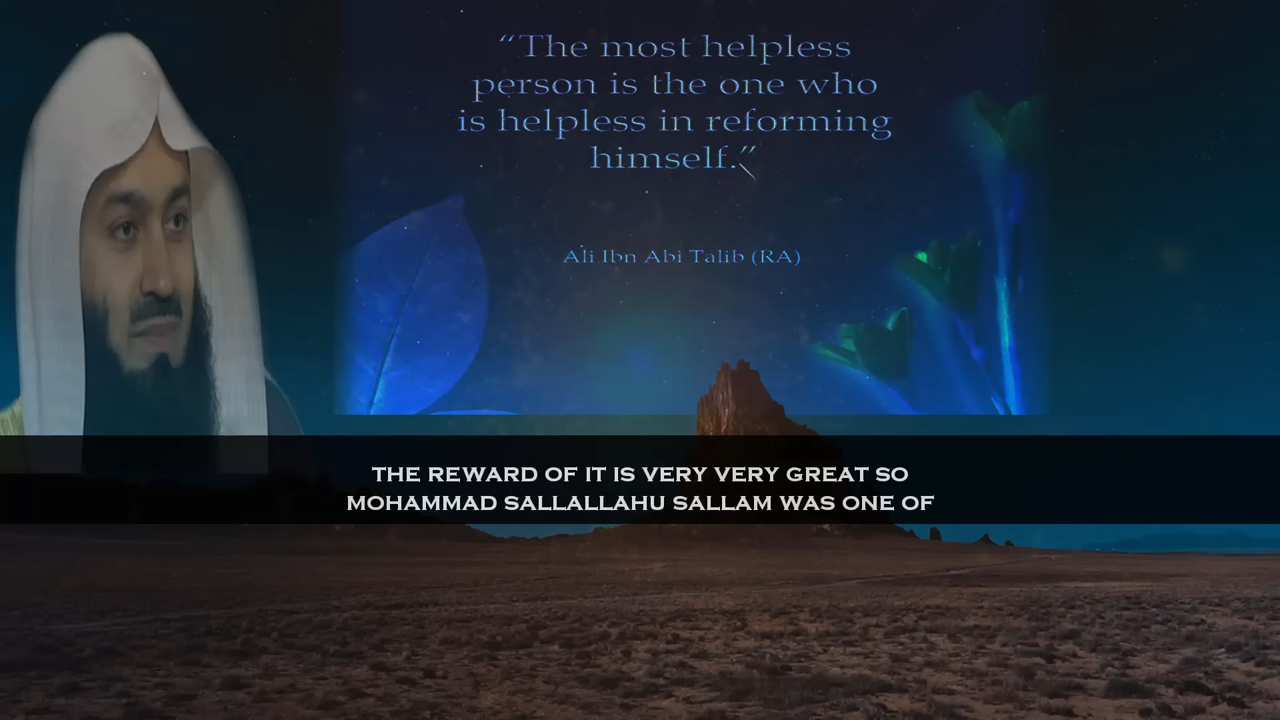 “The most helpless
person is the one who
is helpless in reforming
himself.”
Ali Ibn Abi Talib (RA)
THE REWARD OF IT IS VERY VERY GREAT SO
MOHAMMAD SALLALLAHU SALLAM WAS ONE OF